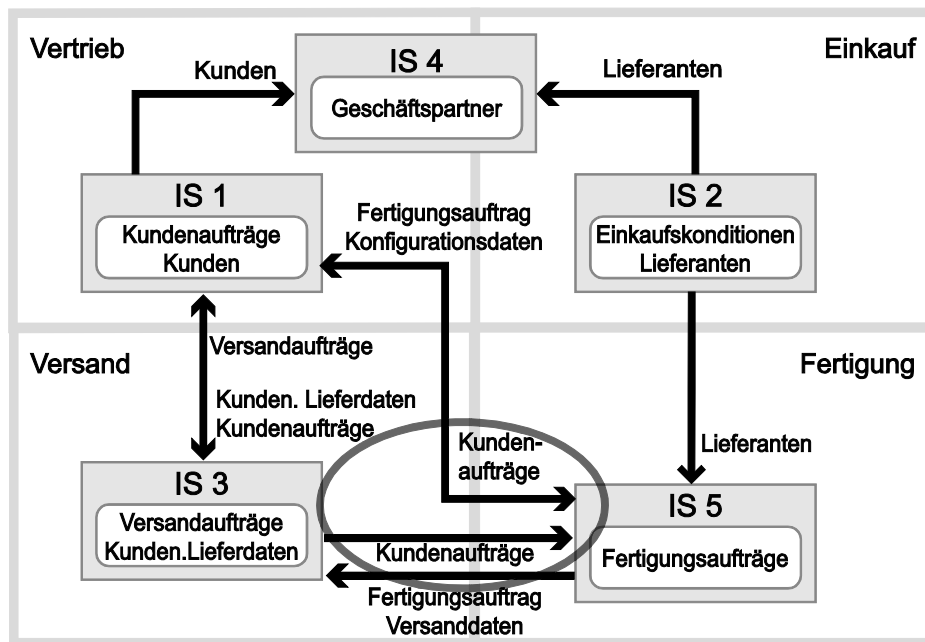 Vertrieb
Einkauf
IS 4
Geschäftspartner
Kunden
Lieferanten
IS 1
Kundenaufträge
Kunden
Fertigungsauftrag
Konfigurationsdaten
IS 2
Einkaufskonditionen
Lieferanten
Versand
Fertigung
Versandaufträge
Kunden. Lieferdaten
Kundenaufträge
Kunden-
aufträge
Lieferanten
IS 3
Versandaufträge
Kunden.Lieferdaten
IS 5
Fertigungsaufträge
Kundenaufträge
Fertigungsauftrag
Versanddaten